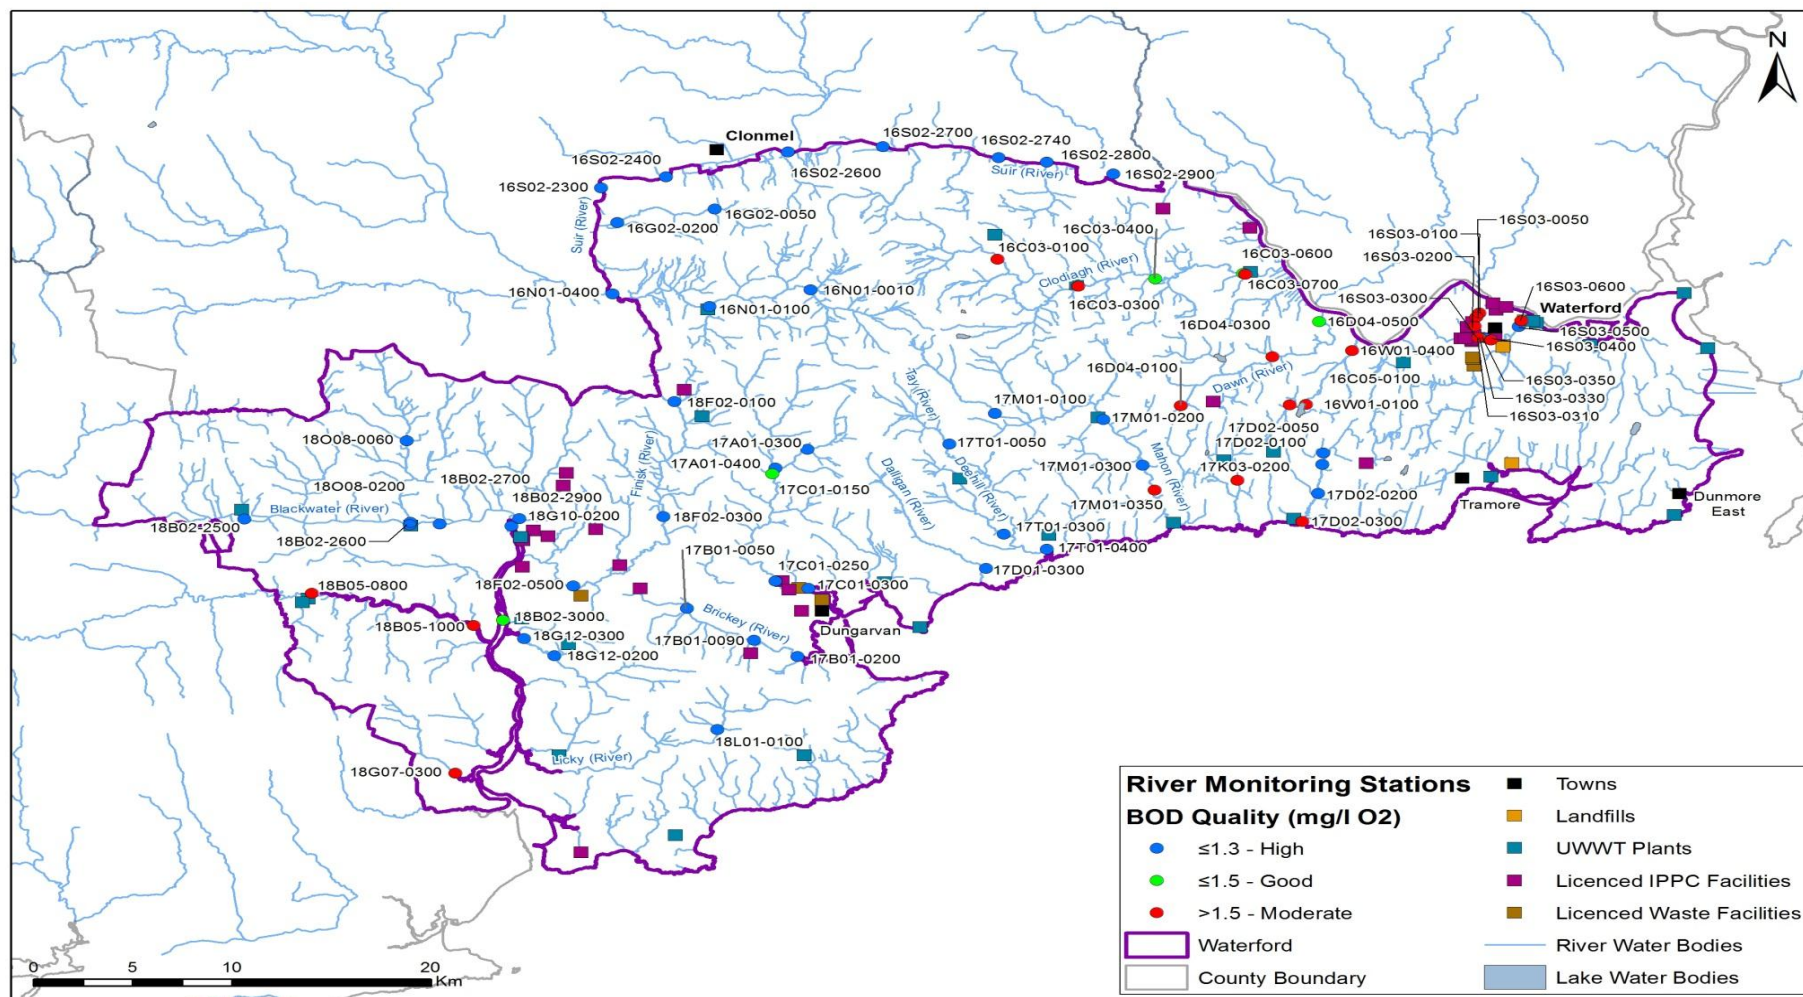 N
Clonmel
16S02-2700
16S02-2740
16S02-2400
16S02-2800
16S02-2600
Suir (River)
16S02-2900
16S02-2300
16G02-0050
Suir (River)
16G02-0200
16C03-0400
16S03-0050
16S03-0100
16C03-0100
16S03-0200
Clodiagh (River)
16C03-0600
16C03-0700
16N01-0400
16N01-0010
16C03-0300
16S03-0300
16S03-0600
Waterford
16N01-0100
16D04-0300
16D04-0500
16S03-0500
16S03-0400
16W01-0400
16D04-0100
Dawn (River)
16C05-0100
16S03-0350
16S03-0330
16S03-0310
Tay(River)
18F02-0100
17M01-0100
17M01-0200
16W01-0100
17D02-0050
18O08-0060
17A01-0300
17T01-0050
17D02-0100
17A01-0400
17M01-0300
17K03-0200
Finisk (River)
Dalligan (River)
Deehill (River)
Mahon (River)
18O08-0200
18B02-2700
17C01-0150
17D02-0200
Tramore
Dunmore
East
18B02-2900
Blackwater (River)
18G10-0200
18F02-0300
17M01-0350
17D02-0300
18B02-2500
18B02-2600
17T01-0300
17B01-0050
17T01-0400
17C01-0250
17D01-0300
18B05-0800
18F02-0500
17C01-0300
18B02-3000
Brickey (River)
18B05-1000
18G12-0300
17B01-0090
Dungarvan
18G12-0200
17B01-0200
18L01-0100
Licky (River)
18G07-0300
River Monitoring Stations
BOD Quality (mg/l O2)
≤1.3 - High
≤1.5 - Good
>1.5 - Moderate
Waterford
County Boundary
Towns
Landfills
UWWT Plants
Licenced IPPC Facilities
Licenced Waste Facilities
River Water Bodies
Lake Water Bodies
0 5 10 20
Km